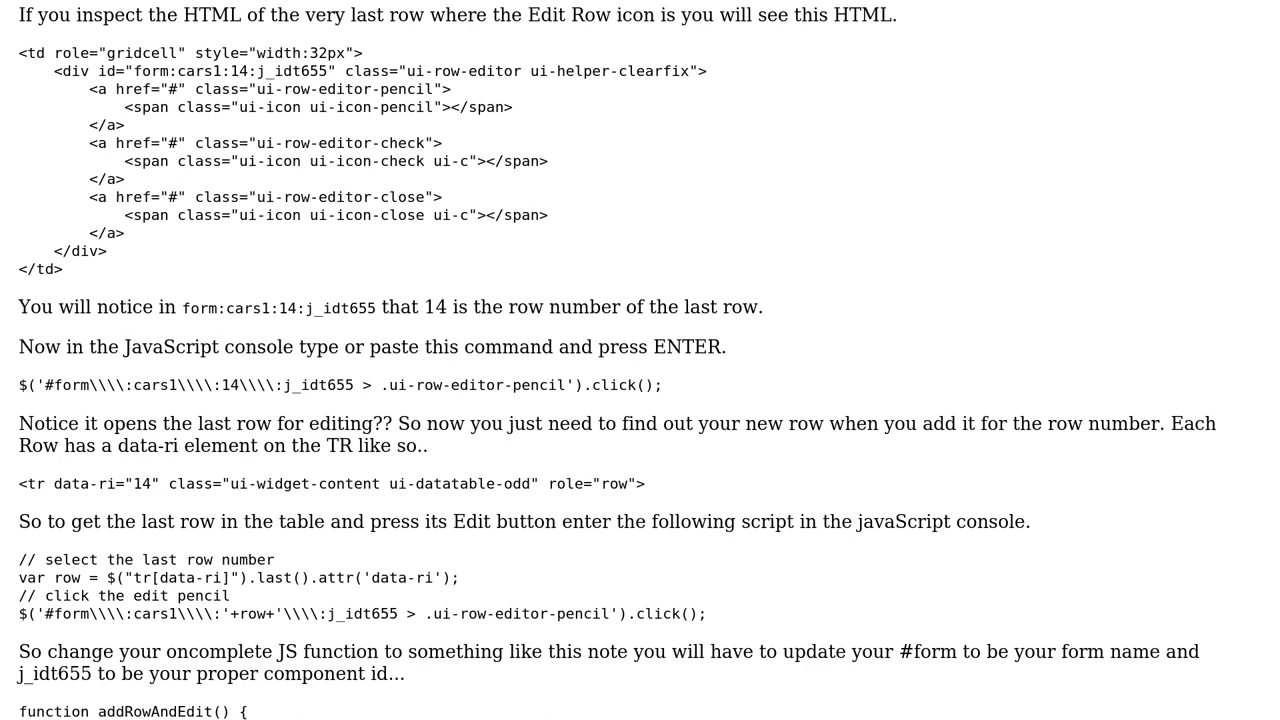 If you inspect the HTML of the very last row where the Edit Row icon is you will see this HTML.
<td role="gridcell" style="width:32px">
    <div id="form:cars1:14:j_idt655" class="ui-row-editor ui-helper-clearfix">
        <a href="#" class="ui-row-editor-pencil">
            <span class="ui-icon ui-icon-pencil"></span>
        </a>
        <a href="#" class="ui-row-editor-check">
            <span class="ui-icon ui-icon-check ui-c"></span>
        </a>
        <a href="#" class="ui-row-editor-close">
            <span class="ui-icon ui-icon-close ui-c"></span>
        </a>
    </div>
</td>
You will notice in form:cars1:14:j_idt655 that 14 is the row number of the last row.
Now in the JavaScript console type or paste this command and press ENTER.
$('#form\\\\:cars1\\\\:14\\\\:j_idt655 > .ui-row-editor-pencil').click();
Notice it opens the last row for editing?? So now you just need to find out your new row when you add it for the row number. Each
Row has a data-ri element on the TR like so..
<tr data-ri="14" class="ui-widget-content ui-datatable-odd" role="row">
So to get the last row in the table and press its Edit button enter the following script in the javaScript console.
// select the last row number
var row = $("tr[data-ri]").last().attr('data-ri');
// click the edit pencil
$('#form\\\\:cars1\\\\:'+row+'\\\\:j_idt655 > .ui-row-editor-pencil').click();
So change your oncomplete JS function to something like this note you will have to update your #form to be your form name and
j_idt655 to be your proper component id...
function addRowAndEdit() {